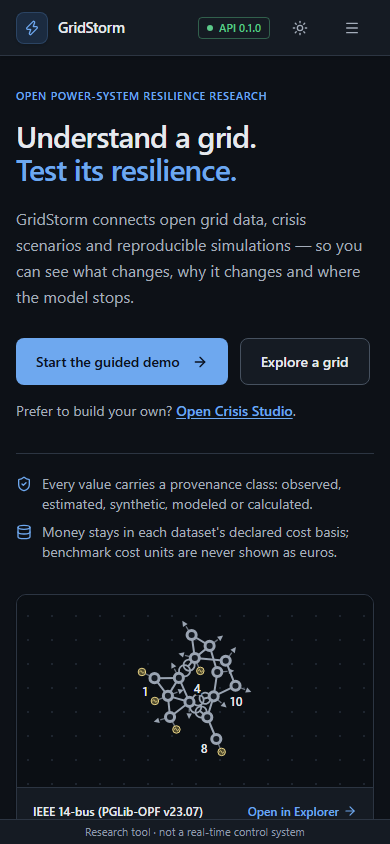 GridStorm
API 0.1.0
OPEN POWER-SYSTEM RESILIENCE RESEARCH
Understand a grid.
Test its resilience.
GridStorm connects open grid data, crisis
scenarios and reproducible simulations — so you
can see what changes, why it changes and where
the model stops.
Start the guided demo →
Explore a grid
Prefer to build your own? Open Crisis Studio.
Every value carries a provenance class: observed,
estimated, synthetic, modeled or calculated.
Money stays in each dataset's declared cost basis;
benchmark cost units are never shown as euros.
1
4
10
8
IEEE 14-bus (PGLib-OPF v23.07)
Open in Explorer →
Research tool · not a real-time control system